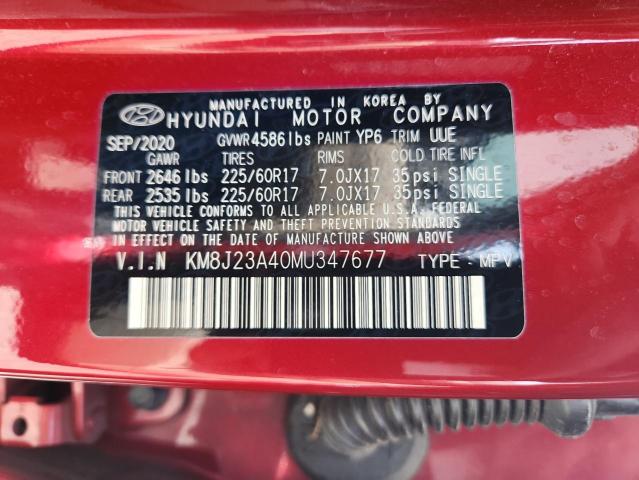 MANUFACTURED IN KOREA BY
HYUNDAI MOTOR COMPANY
SEP/2020 GVWR 4586lbs PAINT YP6 TRIM UUE
GAWR TIRES RIMS COLD TIRE INFL
FRONT 2646 lbs 225/60R17 7.0JX17 35psi SINGLE
REAR 2535 lbs 225/60R17 7.0JX17 35psi SINGLE
THIS VEHICLE CONFORMS TO ALL APPLICABLE U.S.A. FEDERAL
MOTOR VEHICLE SAFETY AND THEFT PREVENTION STANDARDS
IN EFFECT ON THE DATE OF MANUFACTURE SHOWN ABOVE.
V.I.N KM8J23A40MU347677 TYPE - MPV